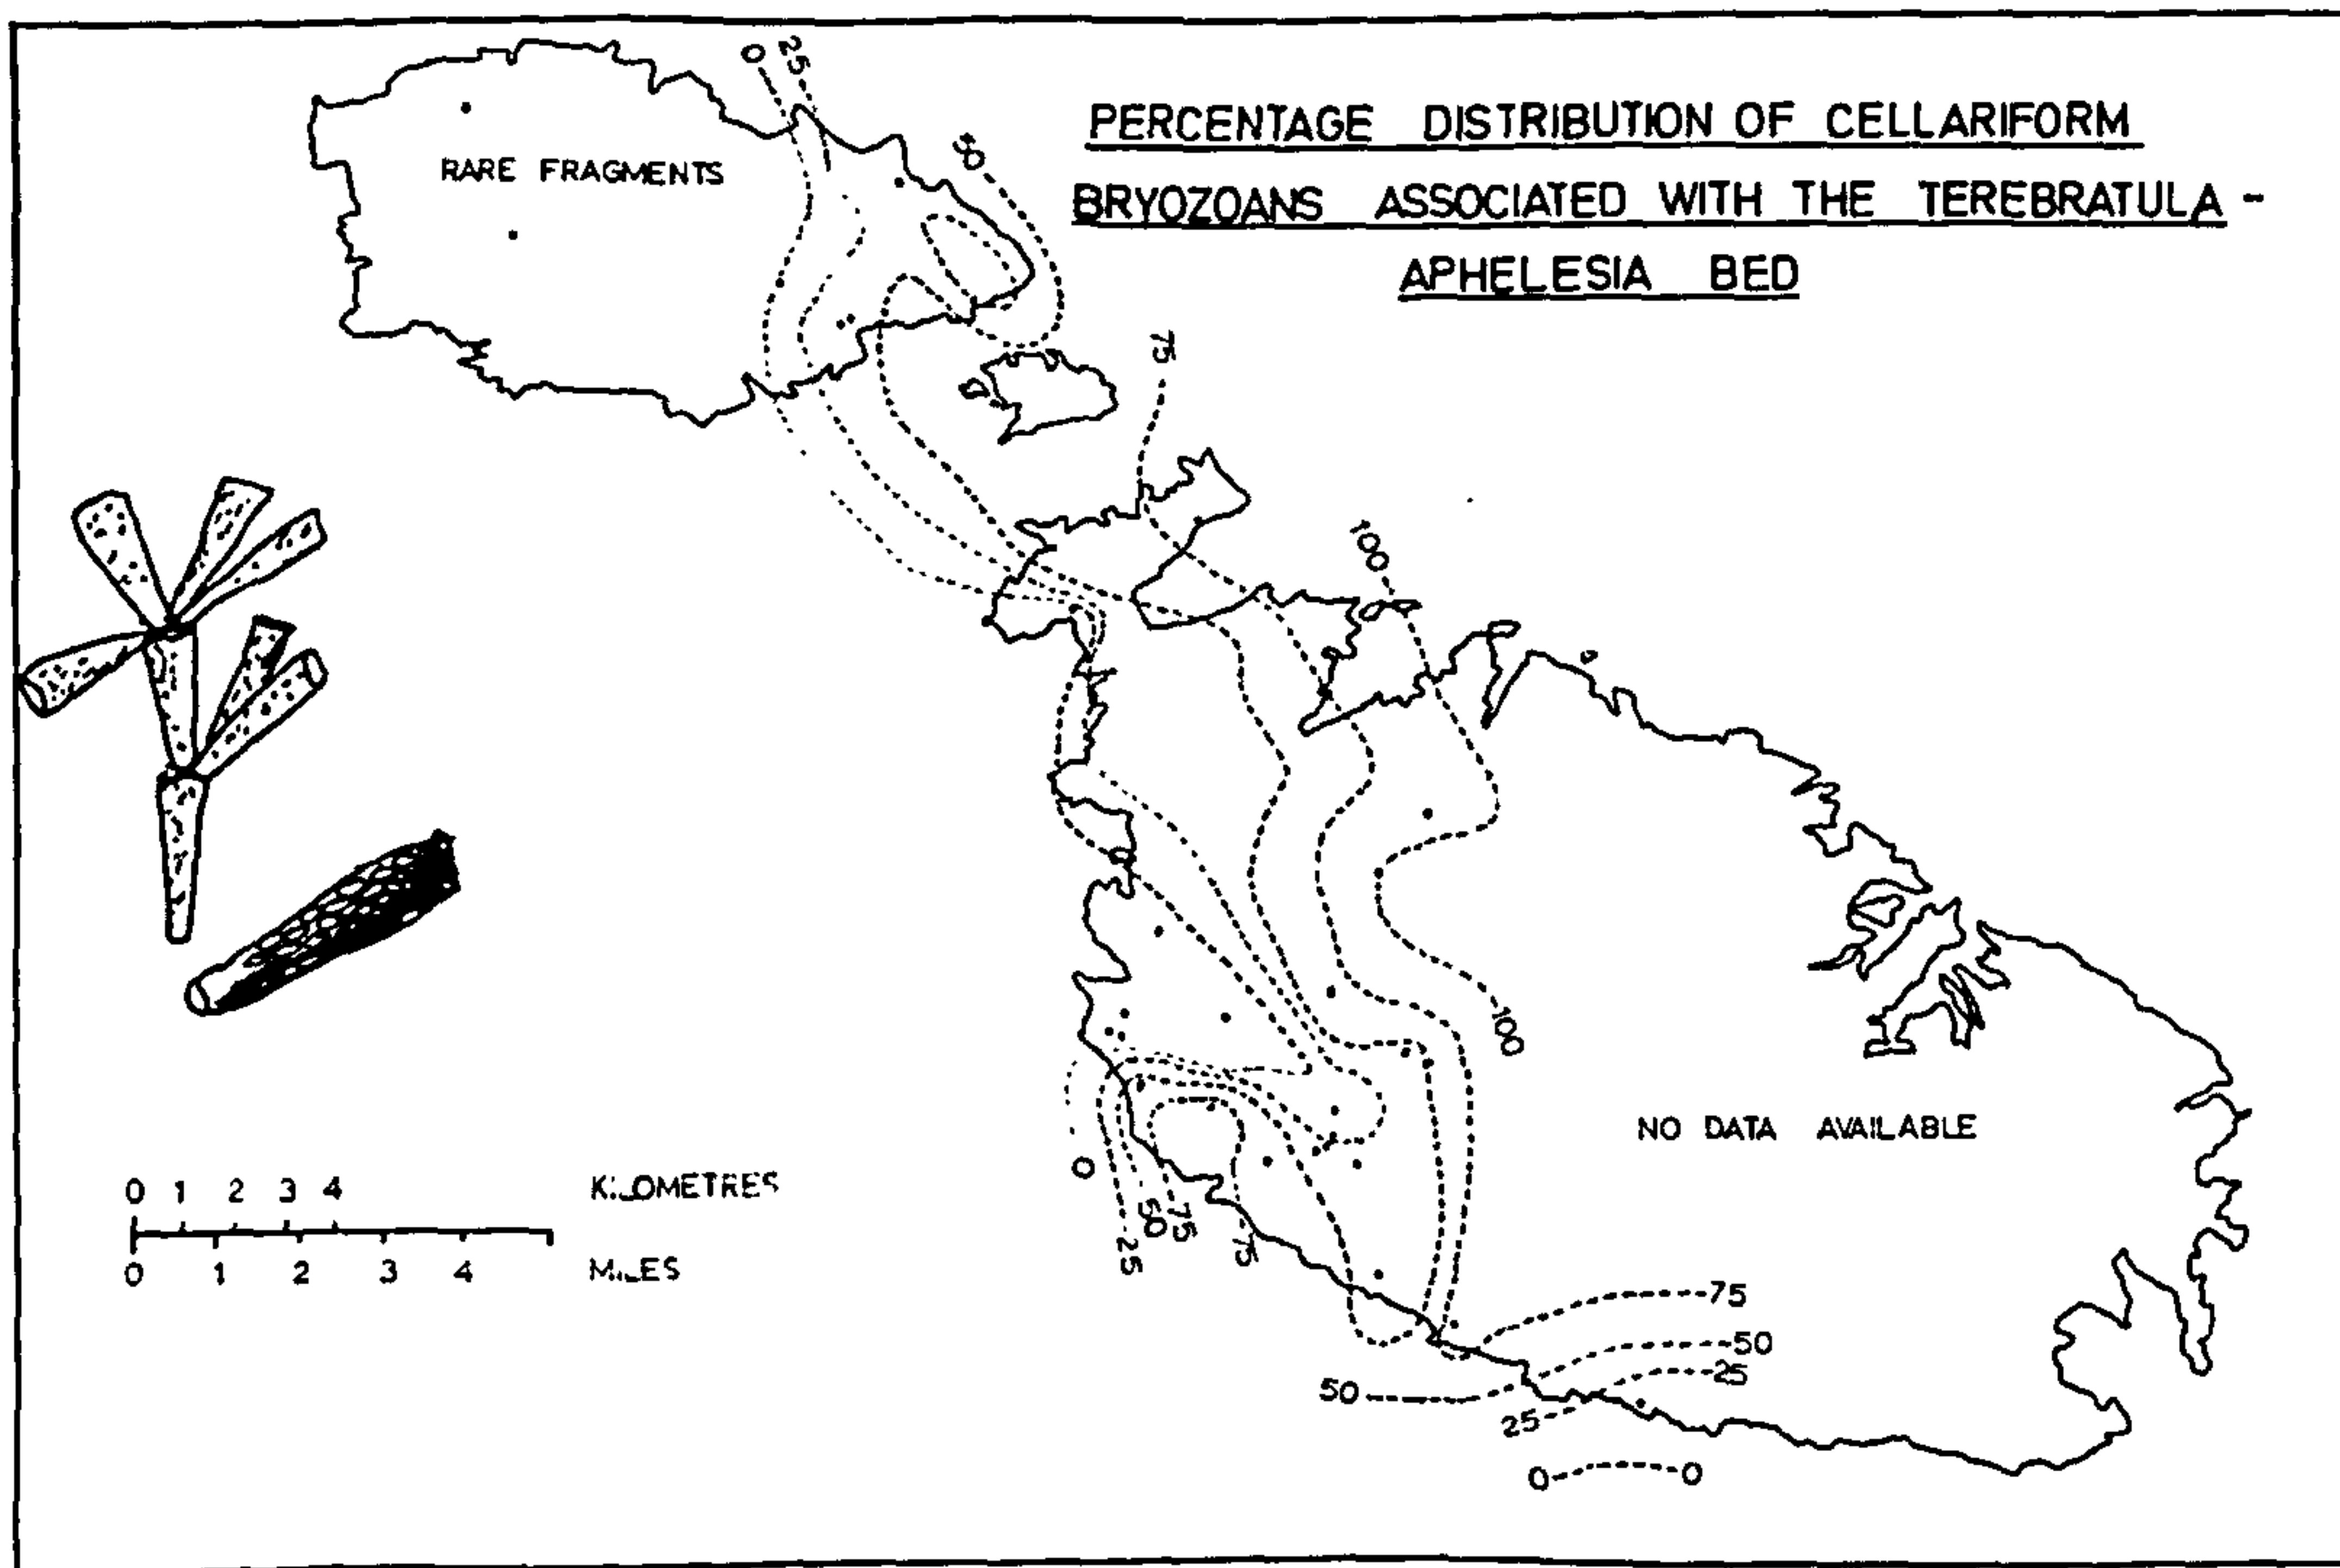 PERCENTAGE DISTRIBUTION OF CELLARIFORM
BRYOZOANS ASSOCIATED WITH THE TEREBRATULA -
APHELESIA BED
0 25
50
RARE FRAGMENTS
75
100
100
NO DATA AVAILABLE
0 1 2 3 4 KILOMETRES
0 1 2 3 4 MILES
0
25
50
75
75
75
50
25
50
25
0 0